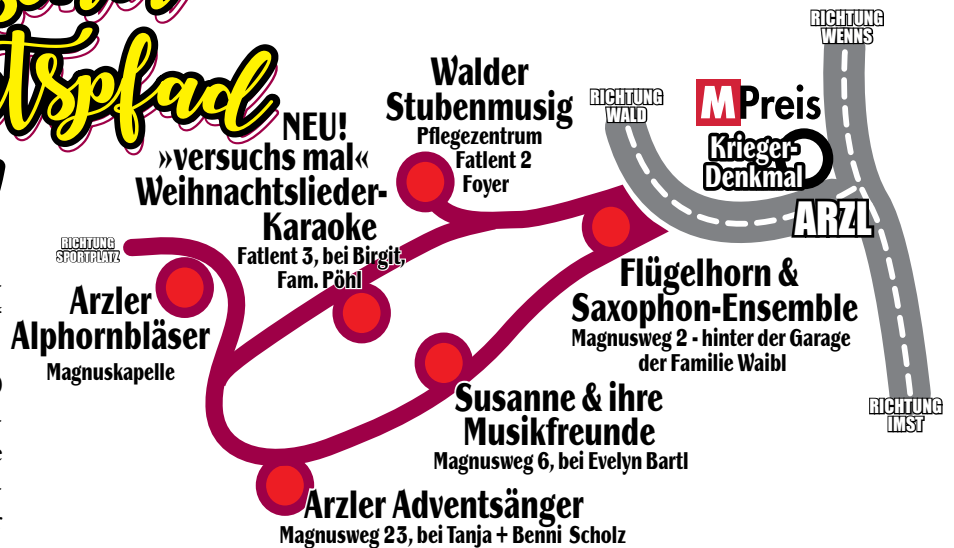 tspfad
RICHTUNG
WENNS
Walder
Stubenmusig
Pflegezentrum
Fatlent 2
Foyer
RICHTUNG
WALD
MPreis
Krieger-
Denkmal
ARZL
NEU!
»versuchs mal«
Weihnachtslieder-
Karaoke
Fatlent 3, bei Birgit,
Fam. Pöhl
RICHTUNG
SPORTPLATZ
Arzler
Alphornbläser
Magnuskapelle
Flügelhorn &
Saxophon-Ensemble
Magnusweg 2 - hinter der Garage
der Familie Waibl
RICHTUNG
IMST
Susanne & ihre
Musikfreunde
Magnusweg 6, bei Evelyn Bartl
Arzler Adventsänger
Magnusweg 23, bei Tanja + Benni Scholz